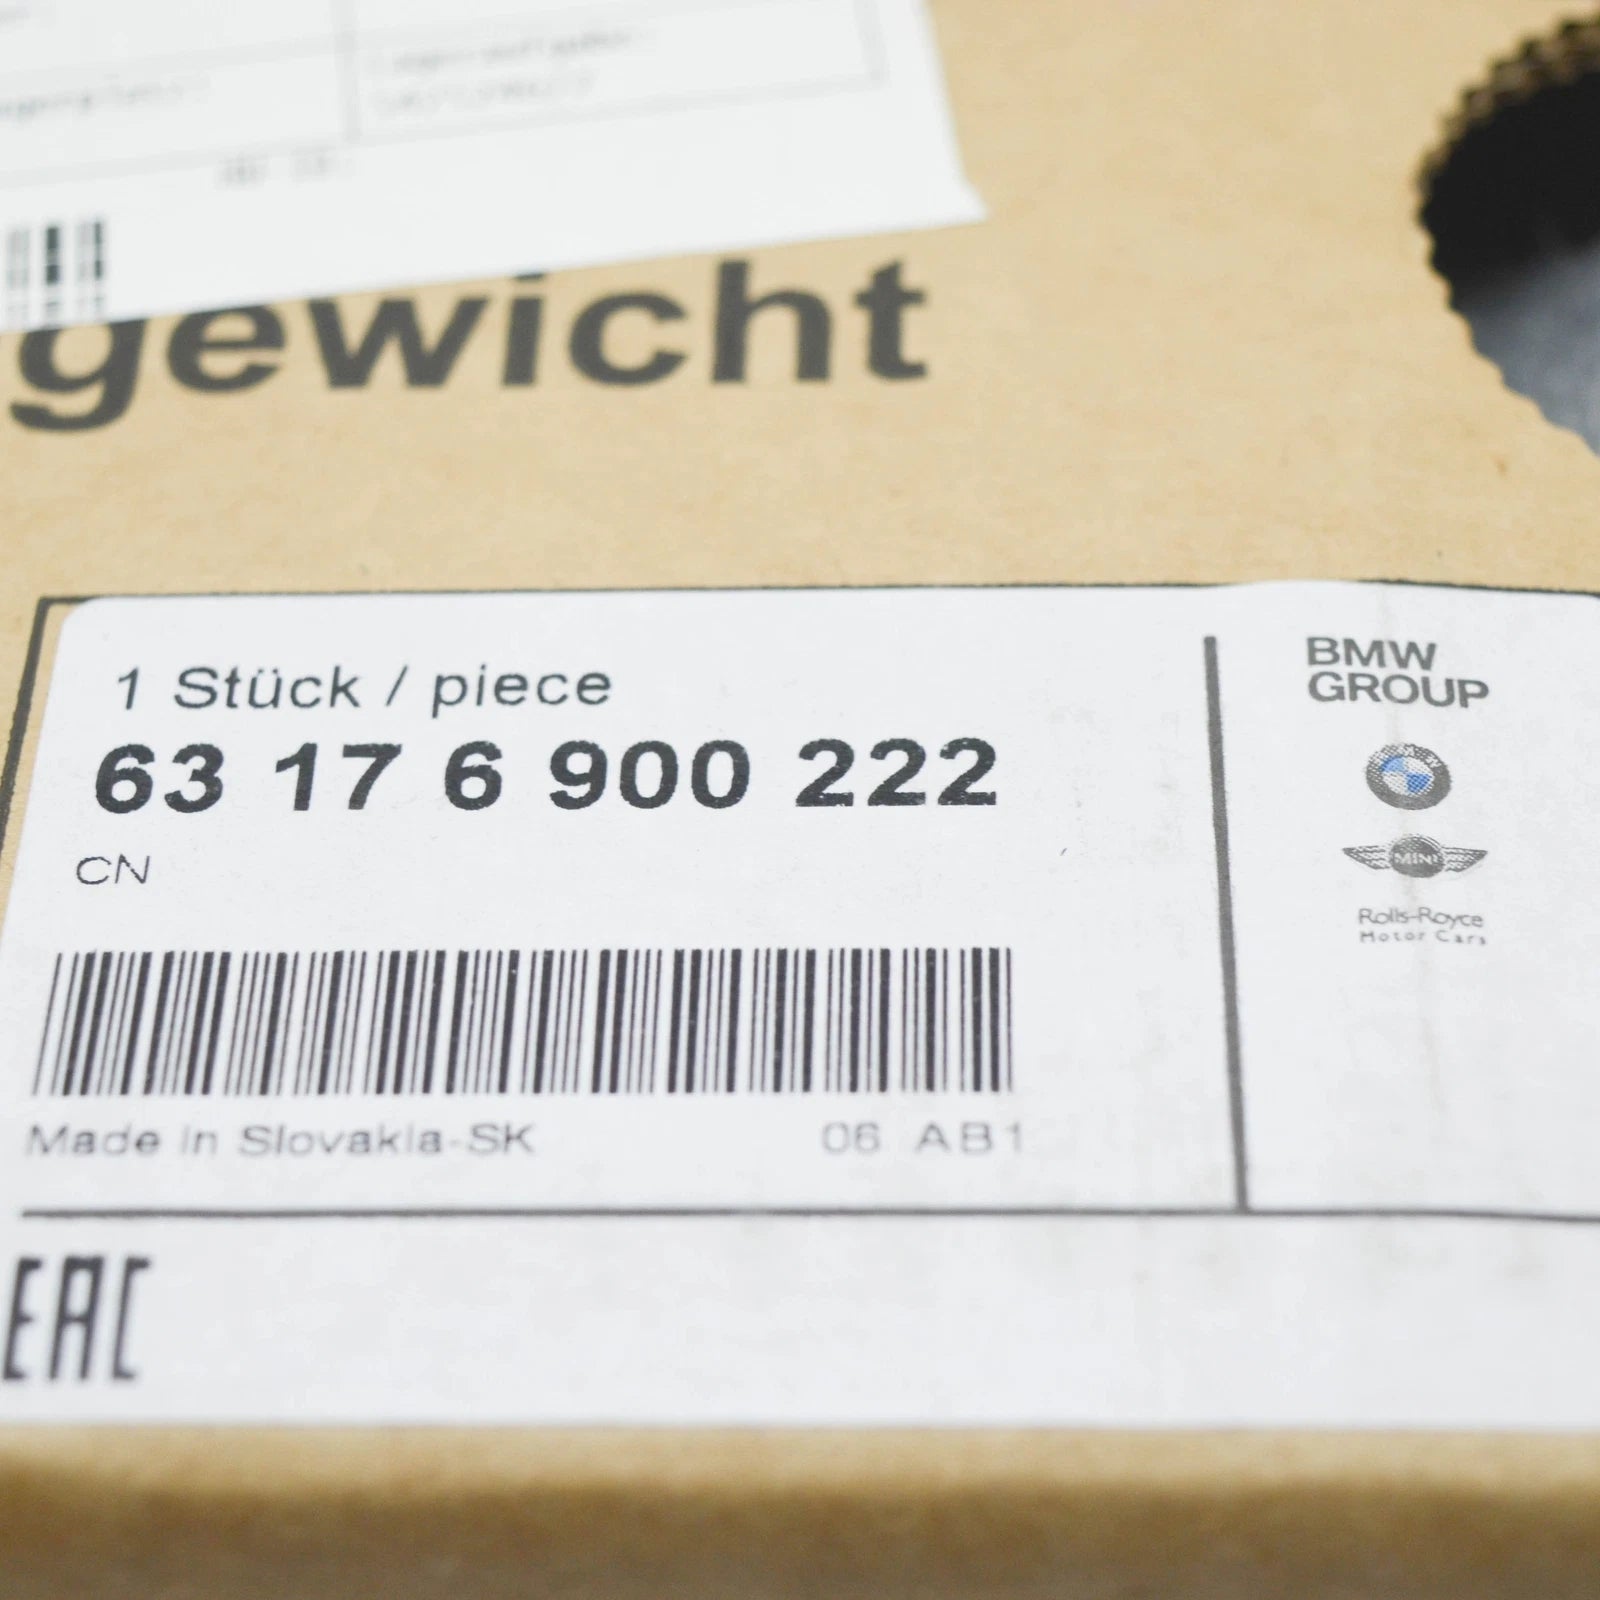 gewicht
1 Stück / piece
63 17 6 900 222
CN
Made in Slovakia-SK
06 AB1
BMW
GROUP
MINI
Rolls-Royce
Motor Cars
EAC